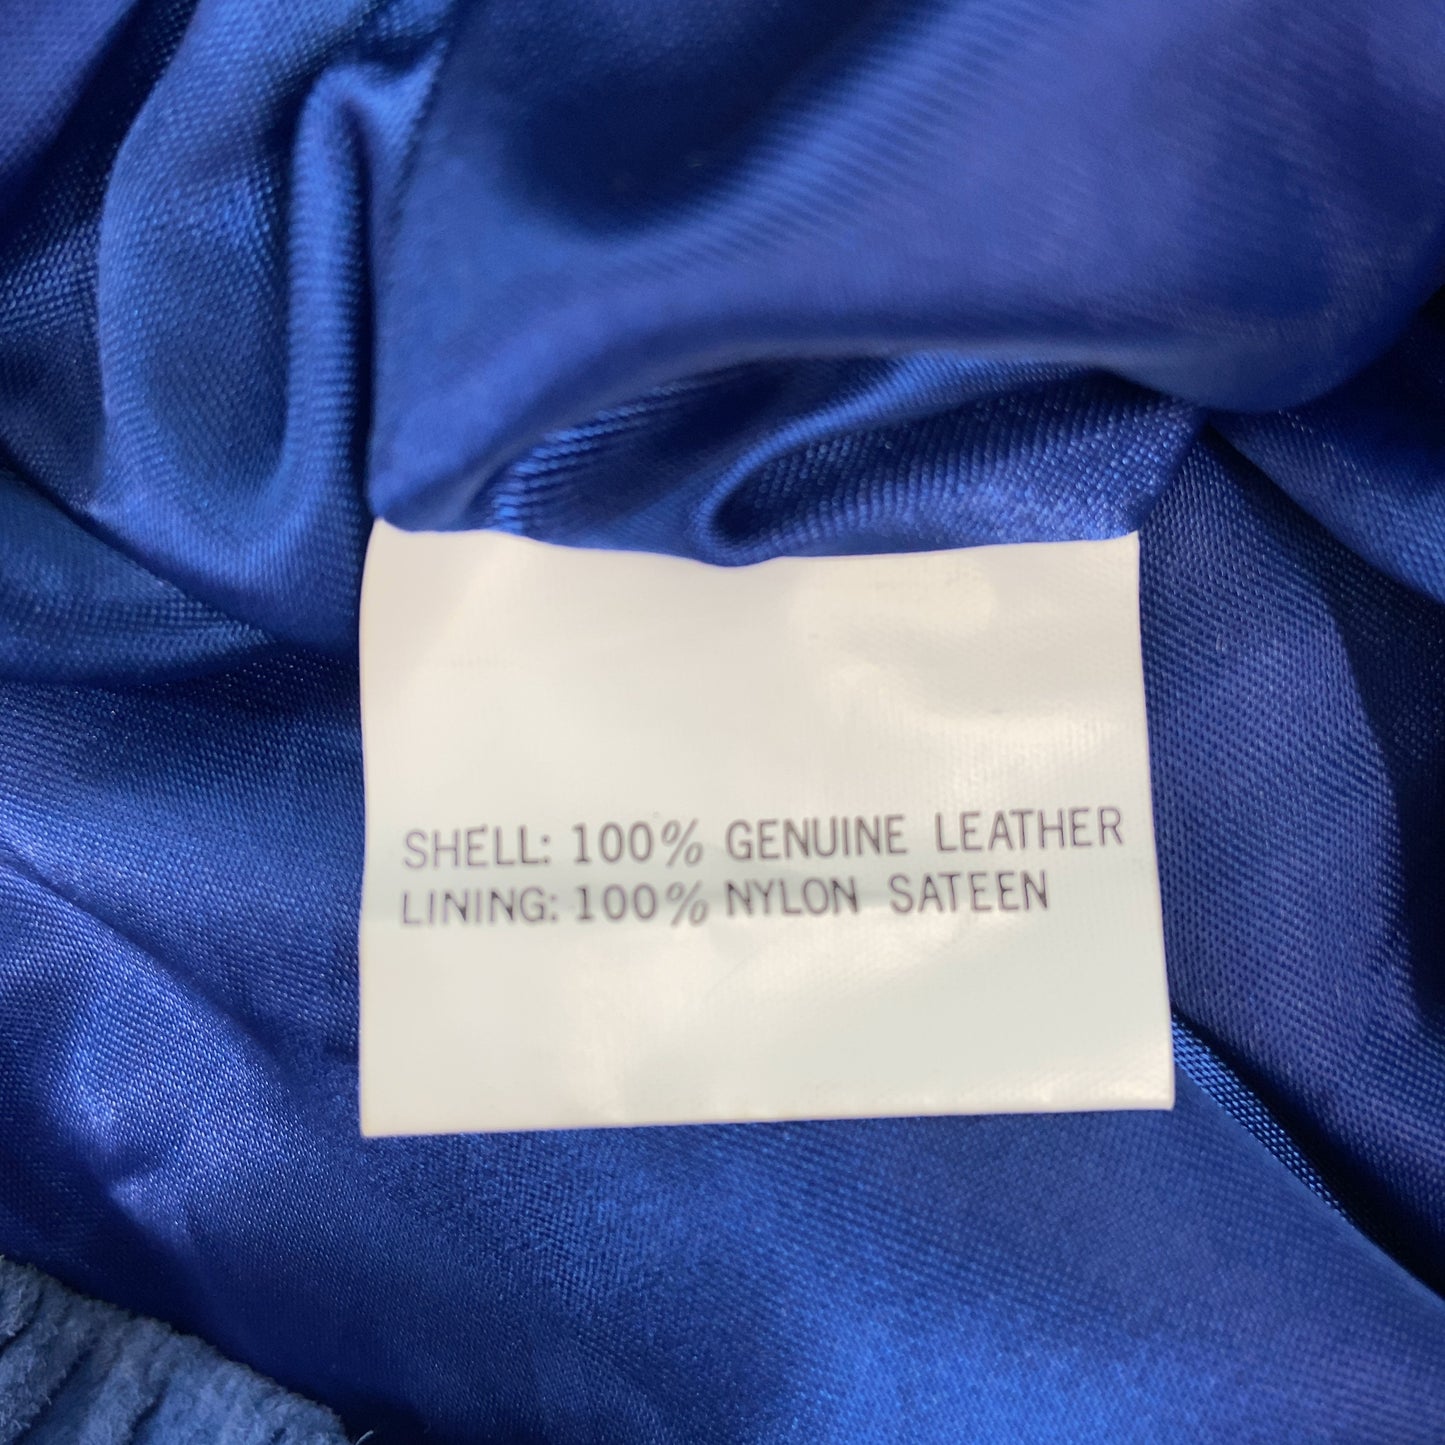 SHELL: 100% GENUINE LEATHER
LINING: 100% NYLON SATEEN